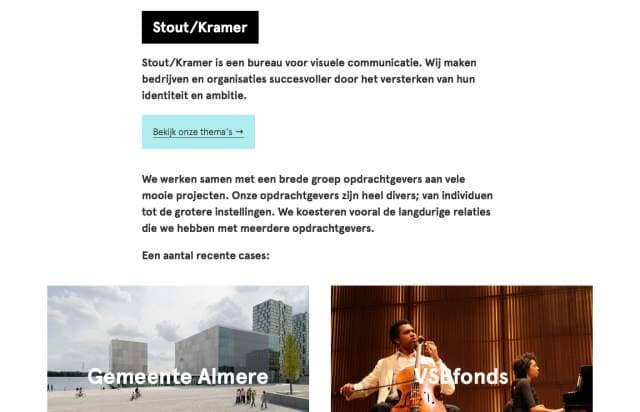 Stout/Kramer
Stout/Kramer is een bureau voor visuele communicatie. Wij maken
bedrijven en organisaties succesvoller door het versterken van hun
identiteit en ambitie.
Bekijk onze thema's →
We werken samen met een brede groep opdrachtgevers aan vele
mooie projecten. Onze opdrachtgevers zijn heel divers; van individuen
tot de grotere instellingen. We koesteren vooral de langdurige relaties
die we hebben met meerdere opdrachtgevers.
Een aantal recente cases:
Gemeente Almere
VSBfonds